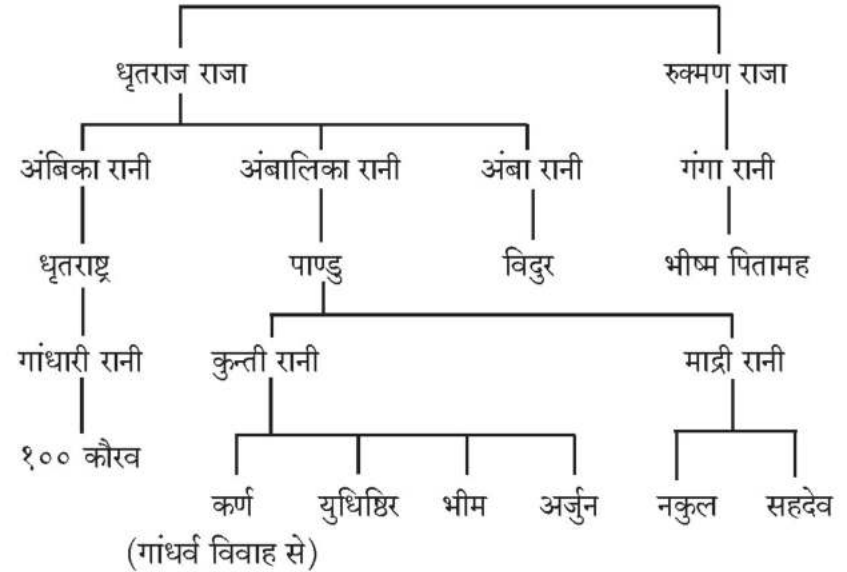 धृतराज राजा रुक्मण राजा
अंबिका रानी अंबालिका रानी अंबा रानी गंगा रानी
धृतराष्ट्र पाण्डु विदुर भीष्म पितामह
गांधारी रानी कुन्ती रानी माद्री रानी
१०० कौरव
कर्ण युधिष्ठिर भीम अर्जुन नकुल सहदेव
(गांधर्व विवाह से)